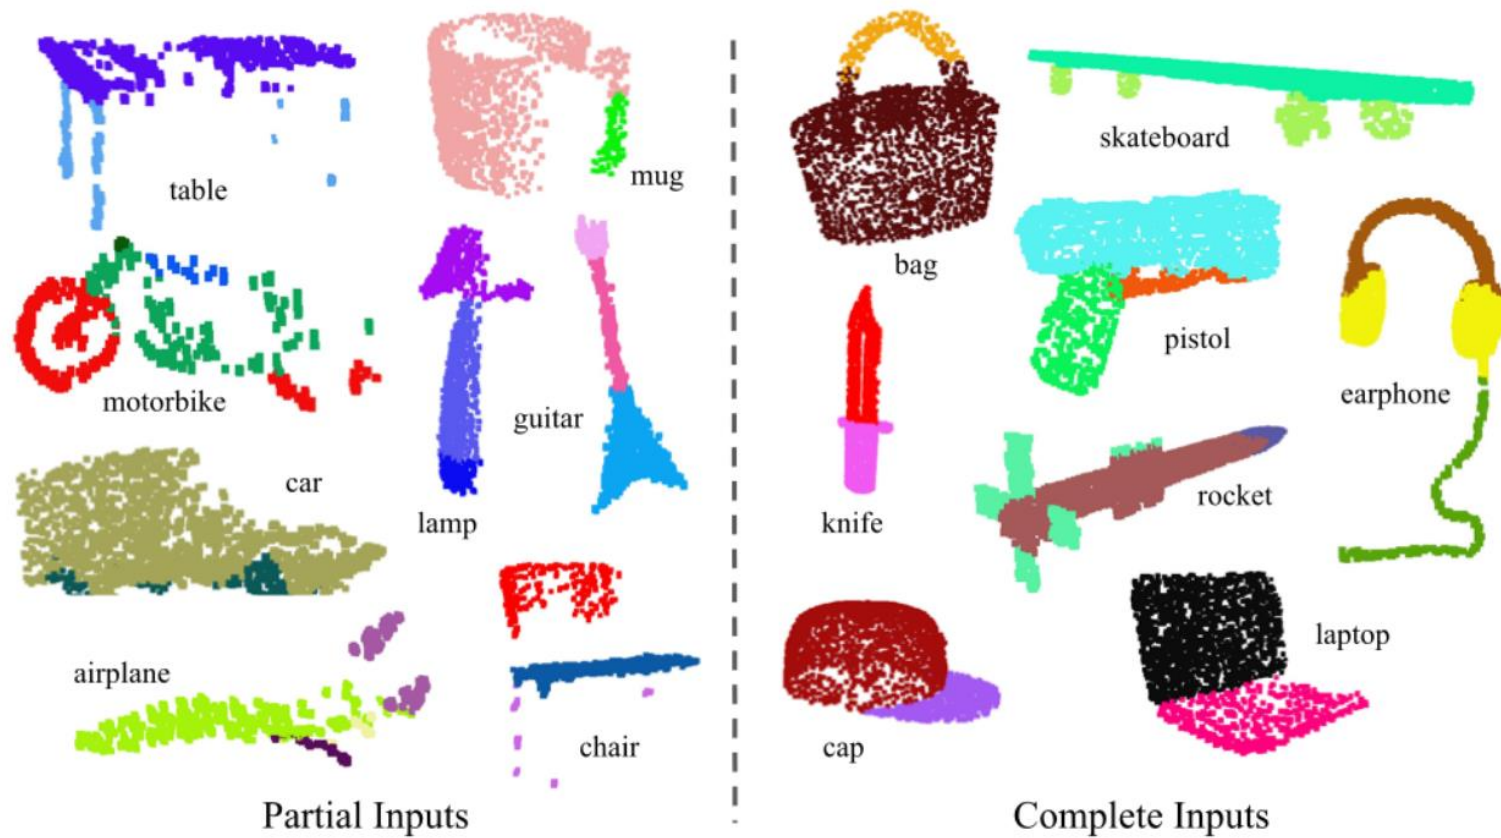 table
mug
motorbike
guitar
car
lamp
airplane
chair
Partial Inputs
skateboard
bag
pistol
earphone
knife
rocket
laptop
cap
Complete Inputs